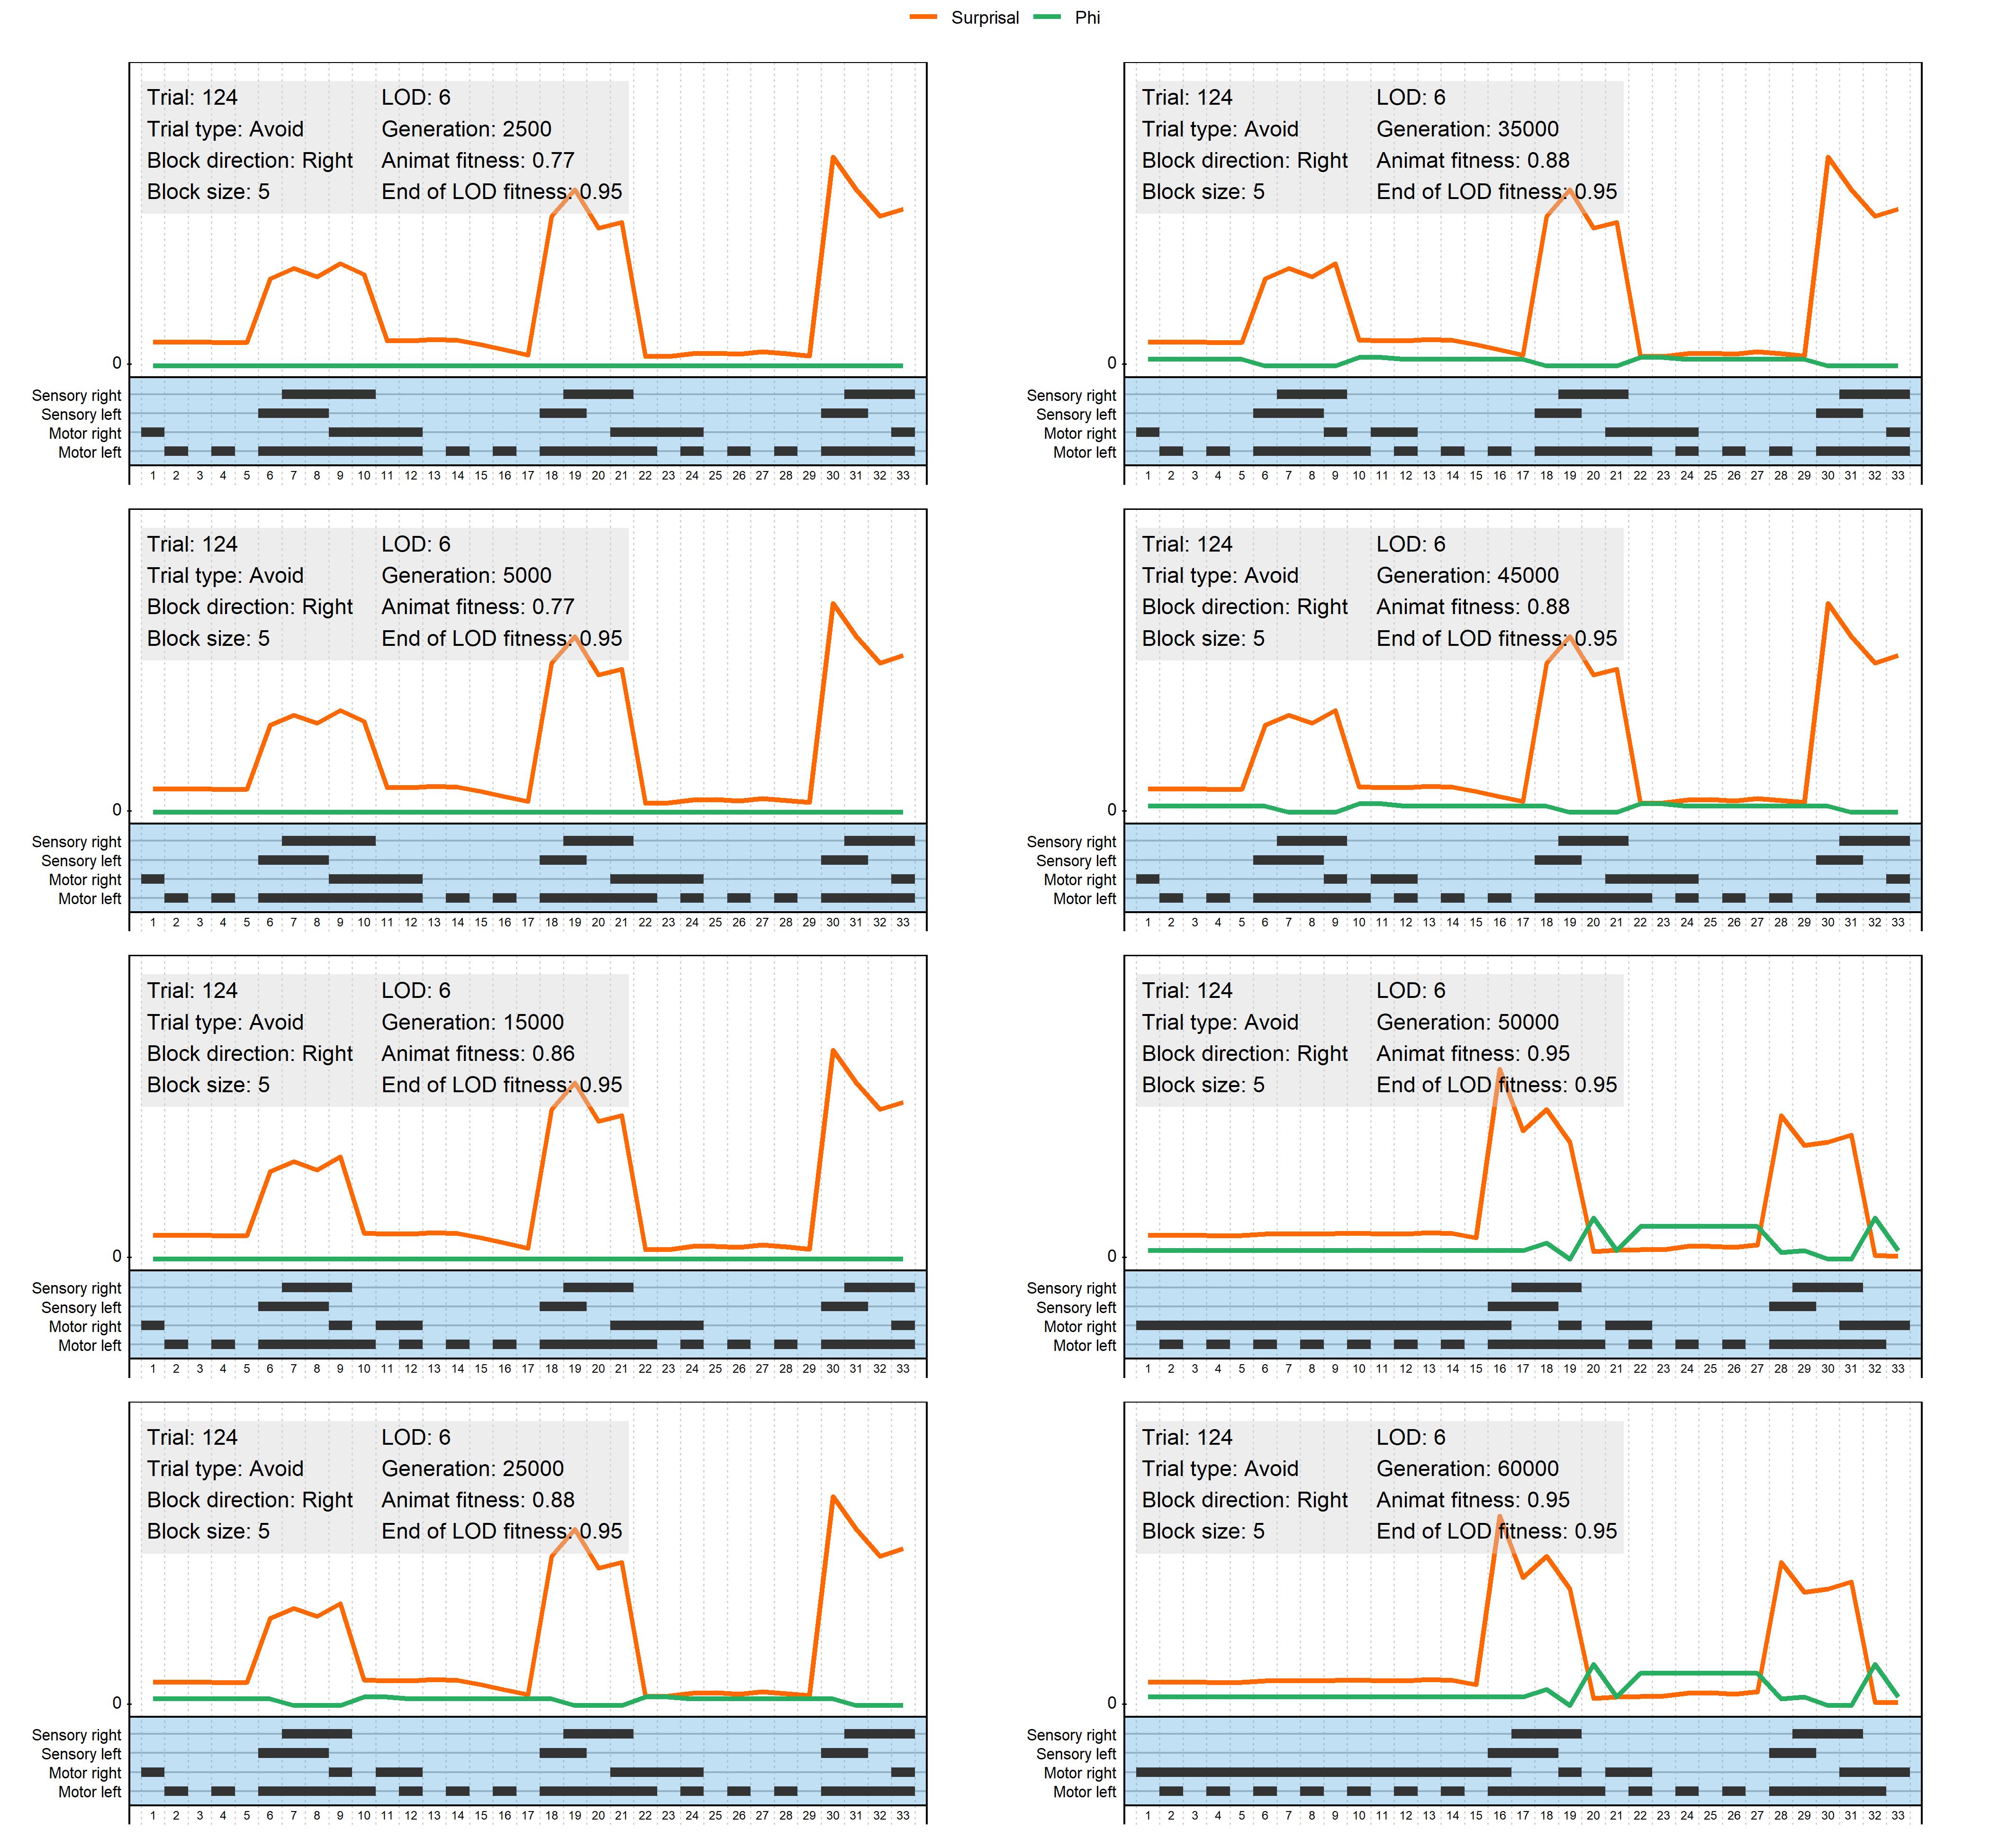 Surprisal Phi
Trial: 124 LOD: 6
Trial type: Avoid Generation: 2500
Block direction: Right Animat fitness: 0.77
Block size: 5 End of LOD fitness: 0.95
0
Sensory right
Sensory left
Motor right
Motor left
1 2 3 4 5 6 7 8 9 10 11 12 13 14 15 16 17 18 19 20 21 22 23 24 25 26 27 28 29 30 31 32 33
Trial: 124 LOD: 6
Trial type: Avoid Generation: 35000
Block direction: Right Animat fitness: 0.88
Block size: 5 End of LOD fitness: 0.95
0
Sensory right
Sensory left
Motor right
Motor left
1 2 3 4 5 6 7 8 9 10 11 12 13 14 15 16 17 18 19 20 21 22 23 24 25 26 27 28 29 30 31 32 33
Trial: 124 LOD: 6
Trial type: Avoid Generation: 5000
Block direction: Right Animat fitness: 0.77
Block size: 5 End of LOD fitness: 0.95
0
Sensory right
Sensory left
Motor right
Motor left
1 2 3 4 5 6 7 8 9 10 11 12 13 14 15 16 17 18 19 20 21 22 23 24 25 26 27 28 29 30 31 32 33
Trial: 124 LOD: 6
Trial type: Avoid Generation: 45000
Block direction: Right Animat fitness: 0.88
Block size: 5 End of LOD fitness: 0.95
0
Sensory right
Sensory left
Motor right
Motor left
1 2 3 4 5 6 7 8 9 10 11 12 13 14 15 16 17 18 19 20 21 22 23 24 25 26 27 28 29 30 31 32 33
Trial: 124 LOD: 6
Trial type: Avoid Generation: 15000
Block direction: Right Animat fitness: 0.86
Block size: 5 End of LOD fitness: 0.95
0
Sensory right
Sensory left
Motor right
Motor left
1 2 3 4 5 6 7 8 9 10 11 12 13 14 15 16 17 18 19 20 21 22 23 24 25 26 27 28 29 30 31 32 33
Trial: 124 LOD: 6
Trial type: Avoid Generation: 50000
Block direction: Right Animat fitness: 0.95
Block size: 5 End of LOD fitness: 0.95
0
Sensory right
Sensory left
Motor right
Motor left
1 2 3 4 5 6 7 8 9 10 11 12 13 14 15 16 17 18 19 20 21 22 23 24 25 26 27 28 29 30 31 32 33
Trial: 124 LOD: 6
Trial type: Avoid Generation: 25000
Block direction: Right Animat fitness: 0.88
Block size: 5 End of LOD fitness: 0.95
0
Sensory right
Sensory left
Motor right
Motor left
1 2 3 4 5 6 7 8 9 10 11 12 13 14 15 16 17 18 19 20 21 22 23 24 25 26 27 28 29 30 31 32 33
Trial: 124 LOD: 6
Trial type: Avoid Generation: 60000
Block direction: Right Animat fitness: 0.95
Block size: 5 End of LOD fitness: 0.95
0
Sensory right
Sensory left
Motor right
Motor left
1 2 3 4 5 6 7 8 9 10 11 12 13 14 15 16 17 18 19 20 21 22 23 24 25 26 27 28 29 30 31 32 33